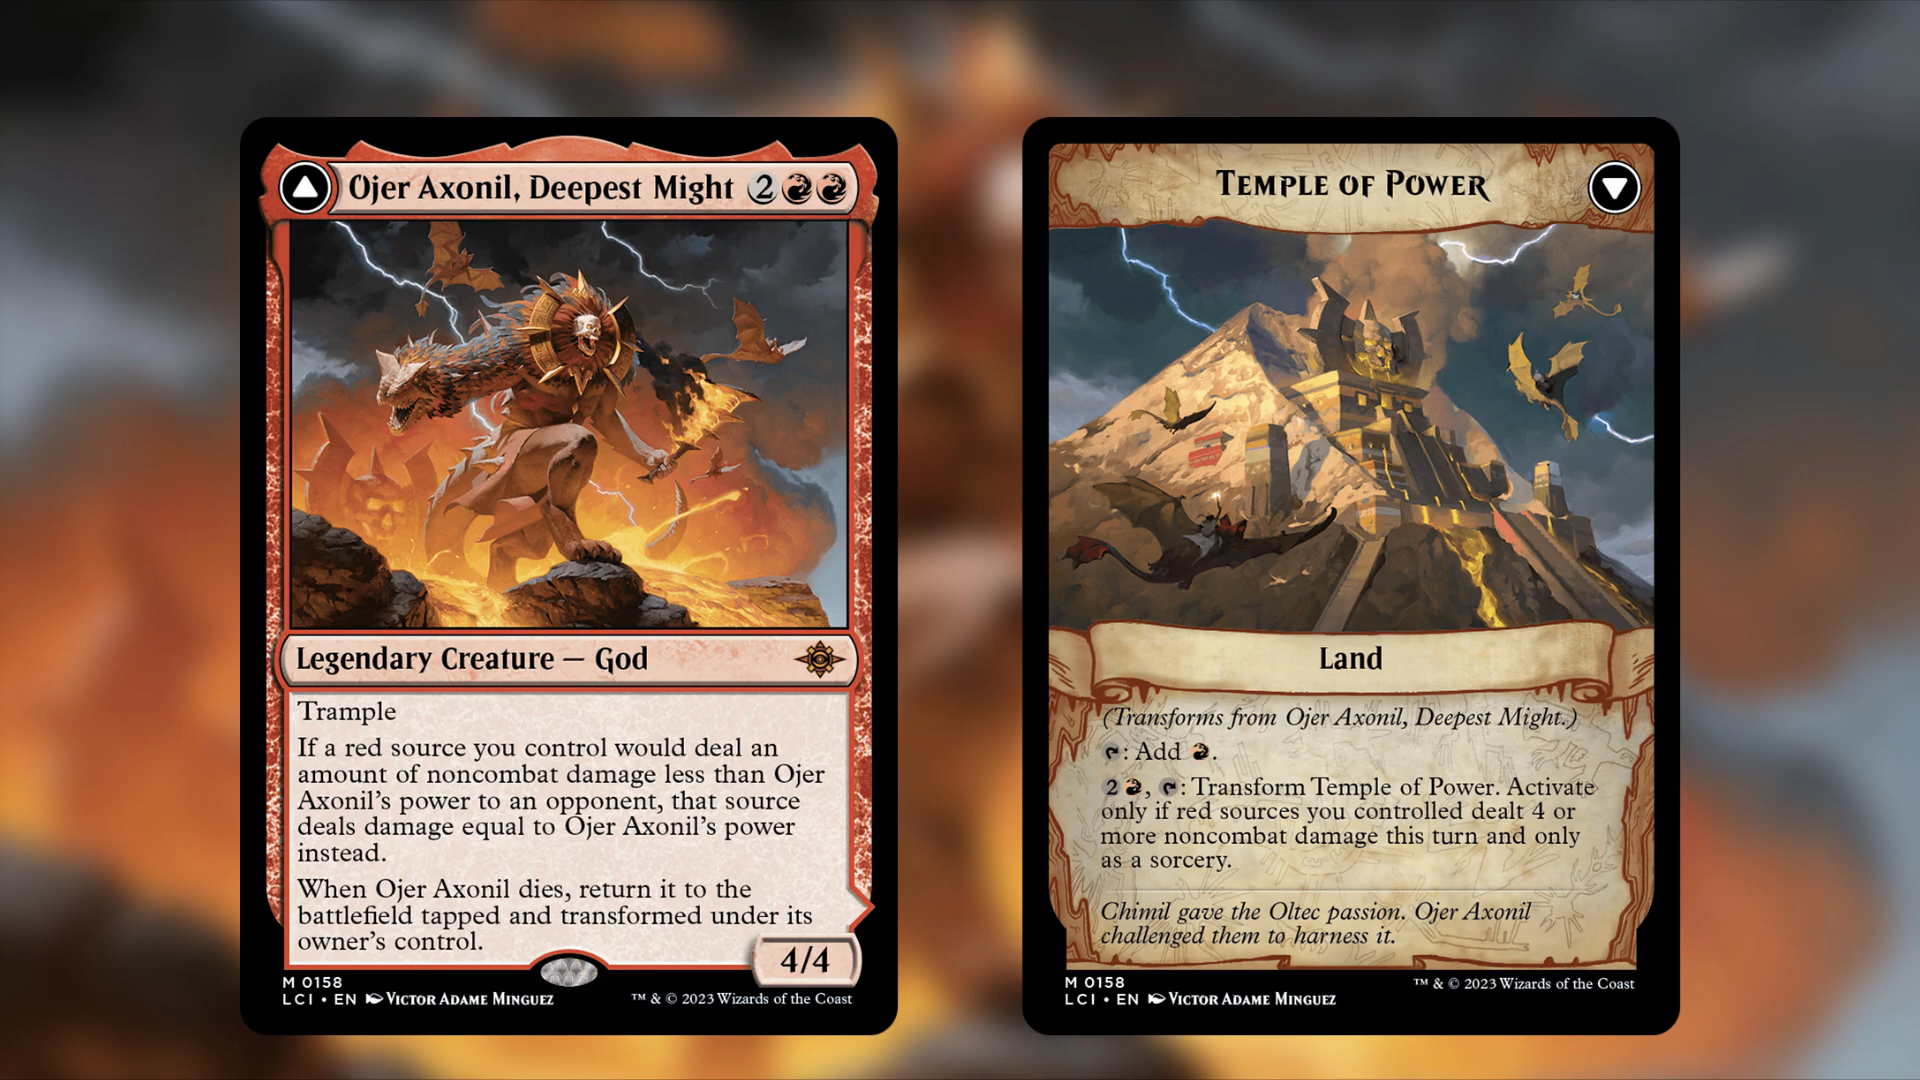 Ojer Axonil, Deepest Might 2
Legendary Creature — God
Trample
If a red source you control would deal an
amount of noncombat damage less than Ojer
Axonil's power to an opponent, that source
deals damage equal to Ojer Axonil's power
instead.
When Ojer Axonil dies, return it to the
battlefield tapped and transformed under its
owner's control.
4/4
M 0158
LCI • EN Victor Adame Minguez
™ & © 2023 Wizards of the Coast
Temple of Power
Land
(Transforms from Ojer Axonil, Deepest Might.)
: Add .
2 , : Transform Temple of Power. Activate
only if red sources you controlled dealt 4 or
more noncombat damage this turn and only
as a sorcery.
Chimil gave the Oltec passion. Ojer Axonil
challenged them to harness it.
M 0158
LCI • EN Victor Adame Minguez
™ & © 2023 Wizards of the Coast